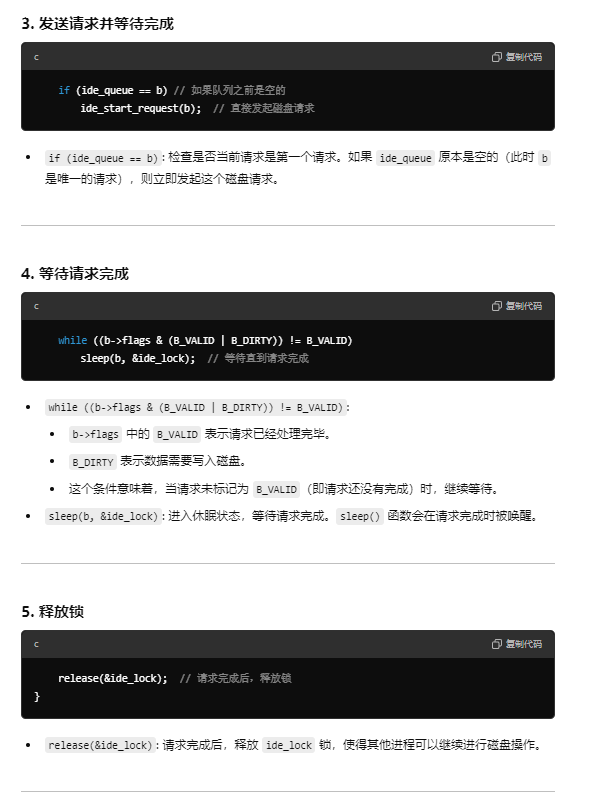 3. 发送请求并等待完成
c 复制代码
if (ide_queue == b) // 如果队列之前是空的
ide_start_request(b);  // 直接发起磁盘请求
• if (ide_queue == b): 检查是否当前请求是第一个请求。如果 ide_queue 原本是空的（此时 b
是唯一的请求），则立即发起这个磁盘请求。
4. 等待请求完成
c 复制代码
while ((b->flags & (B_VALID | B_DIRTY)) != B_VALID)
sleep(b, &ide_lock);  // 等待直到请求完成
• while ((b->flags & (B_VALID | B_DIRTY)) != B_VALID):
• b->flags 中的 B_VALID 表示请求已经处理完毕。
• B_DIRTY 表示数据需要写入磁盘。
• 这个条件意味着，当请求未标记为 B_VALID（即请求还没有完成）时，继续等待。
• sleep(b, &ide_lock): 进入休眠状态，等待请求完成。sleep() 函数会在请求完成时被唤醒。
5. 释放锁
c 复制代码
release(&ide_lock);  // 请求完成后，释放锁
}
• release(&ide_lock): 请求完成后，释放 ide_lock 锁，使得其他进程可以继续进行磁盘操作。